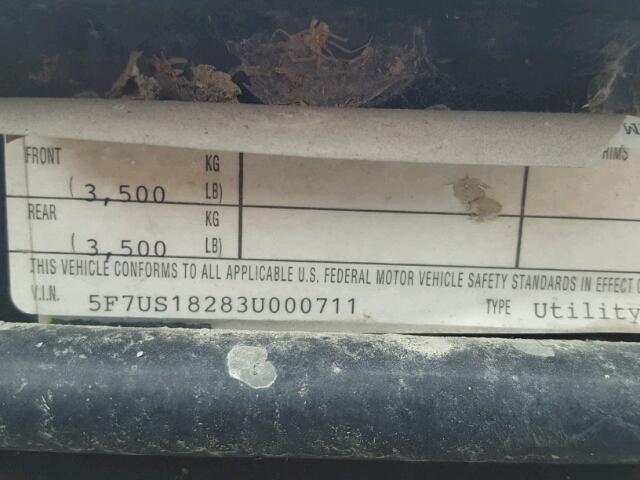 RIMS
FRONT KG
(3,500 LB)
REAR KG
(3,500 LB)
THIS VEHICLE CONFORMS TO ALL APPLICABLE U.S. FEDERAL MOTOR VEHICLE SAFETY STANDARDS IN EFFECT
V.I.N. 5F7US18283U000711 TYPE Utility